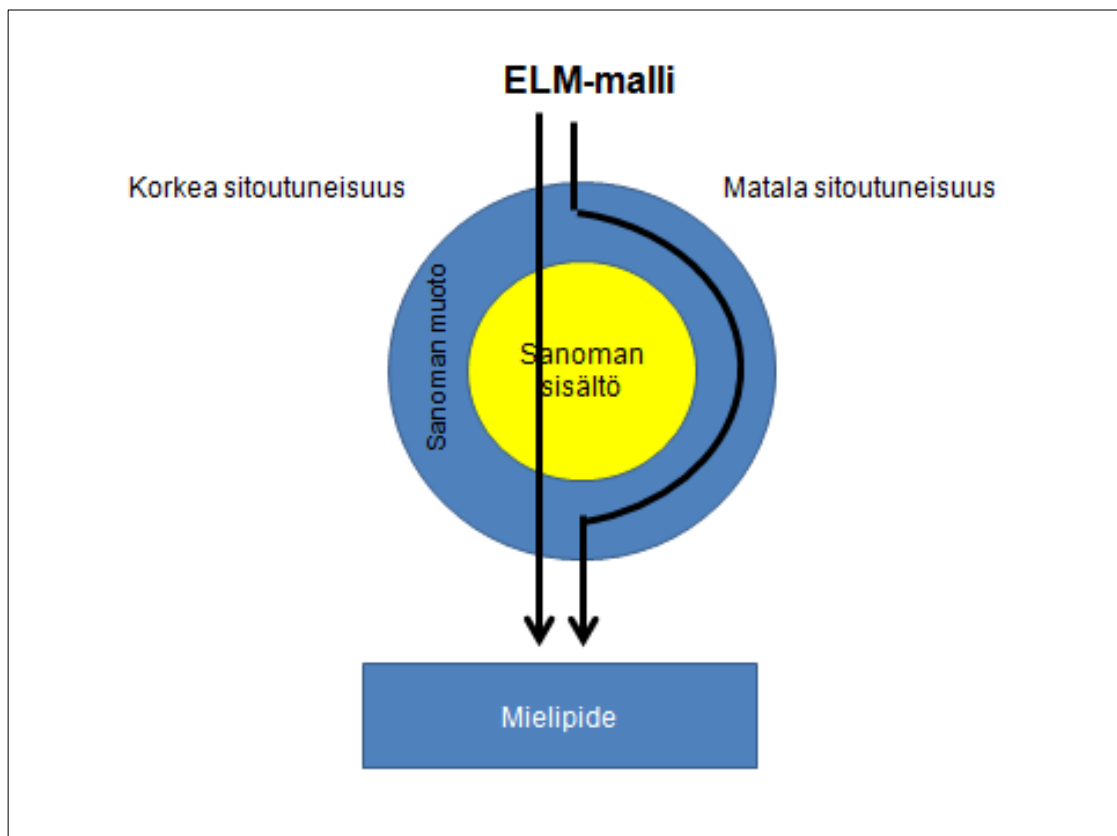 ELM-malli
Korkea sitoutuneisuus
Matala sitoutuneisuus
Sanoman muoto
Sanoman
sisältö
Mielipide